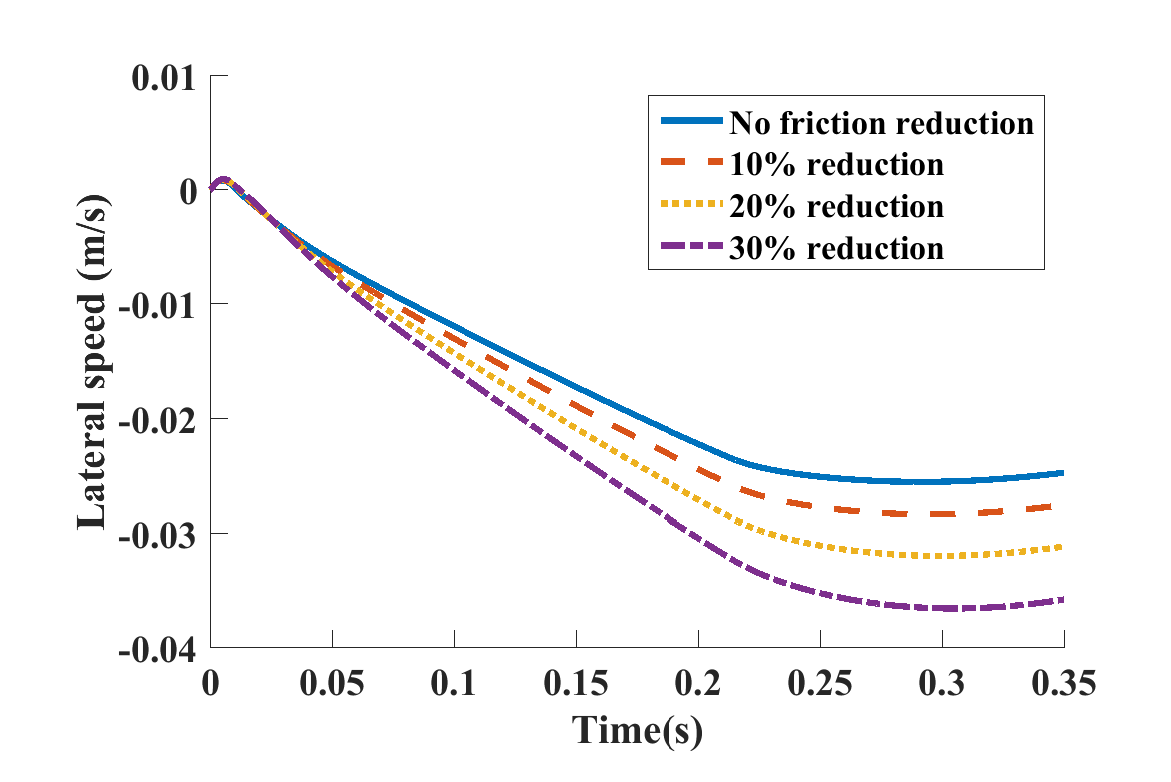 0.01
0
-0.01
-0.02
-0.03
-0.04
Lateral speed (m/s)
No friction reduction
10% reduction
20% reduction
30% reduction
0 0.05 0.1 0.15 0.2 0.25 0.3 0.35
Time(s)